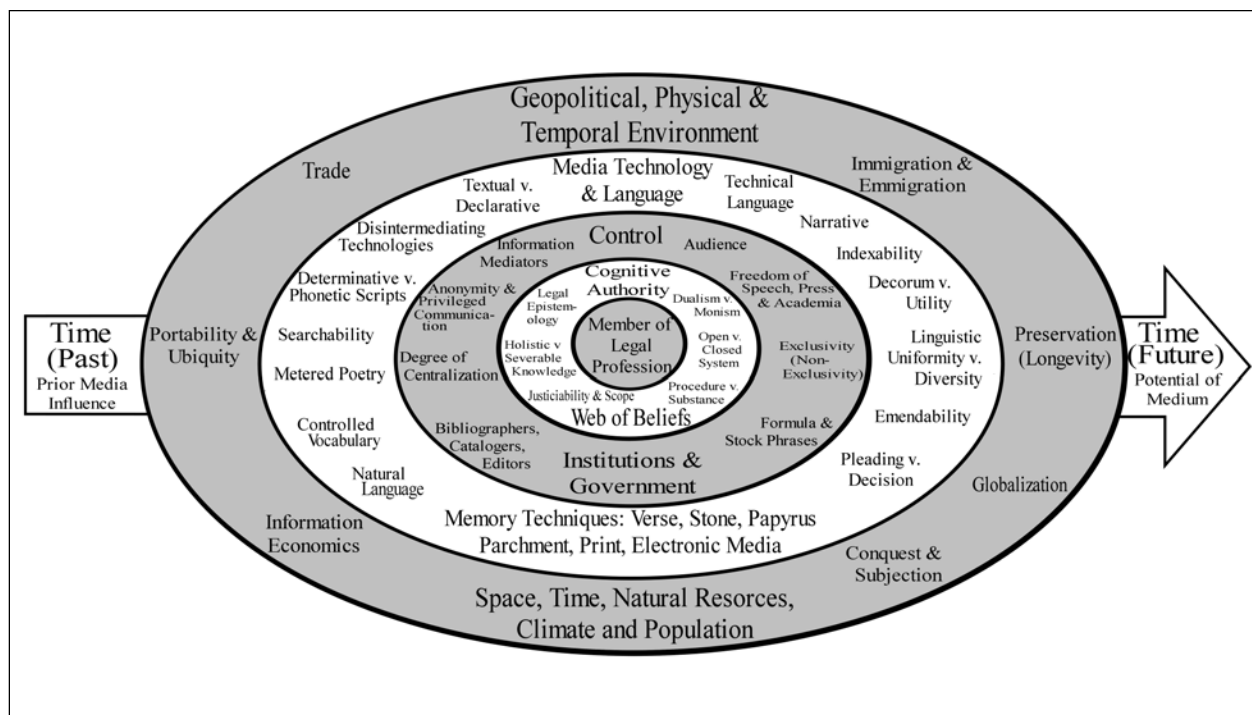 Geopolitical, Physical &
Temporal Environment
Trade
Immigration &
Emmigration
Media Technology
& Language
Textual v.
Declarative
Technical
Language
Disintermediating
Technologies
Narrative
Control
Information
Mediators
Audience
Indexability
Determinative v.
Phonetic Scripts
Cognitive
Authority
Anonymity &
Privileged
Communica-
tion
Freedom of
Speech, Press
& Academia
Decorum v.
Utility
Legal
Epistem-
ology
Dualism v.
Monism
Member of
Legal
Profession
Time
(Past)
Prior Media
Influence
Portability &
Ubiquity
Searchability
Holistic v
Severable
Knowledge
Open v.
Closed
System
Linguistic
Uniformity v.
Diversity
Preservation
(Longevity)
Time
(Future)
Potential of
Medium
Metered Poetry
Degree of
Centralization
Exclusivity
(Non-
Exclusivity)
Justiciability & Scope
Procedure v.
Substance
Web of Beliefs
Controlled
Vocabulary
Bibliographers,
Catalogers,
Editors
Formula &
Stock Phrases
Emendability
Institutions &
Government
Natural
Language
Pleading v.
Decision
Globalization
Memory Techniques: Verse, Stone, Papyrus
Parchment, Print, Electronic Media
Information
Economics
Conquest &
Subjection
Space, Time, Natural Resorces,
Climate and Population